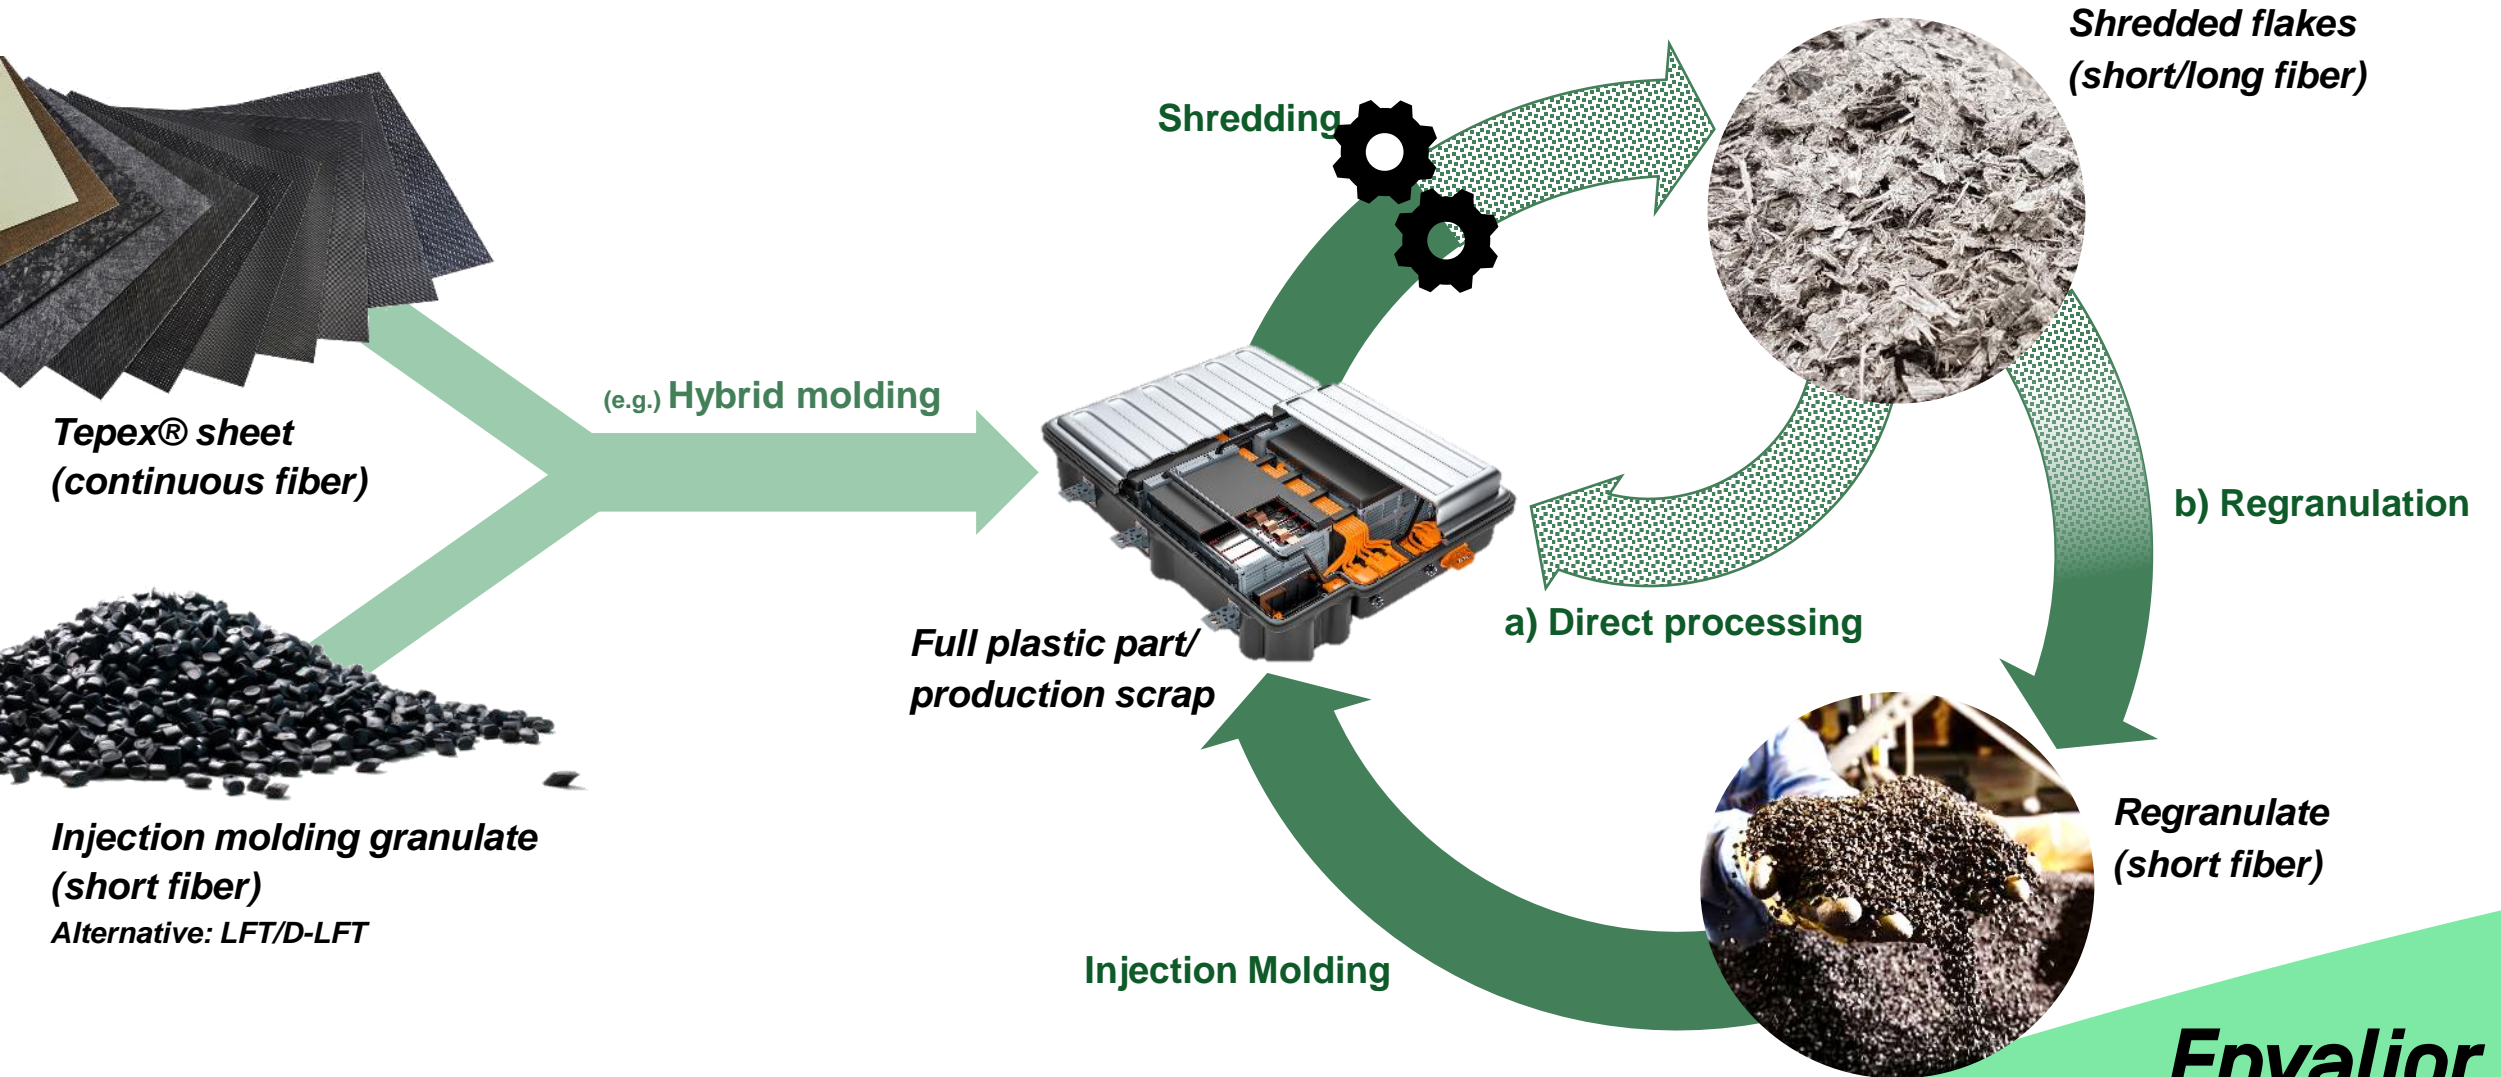 Shredded flakes
(short/long fiber)
Shredding
(e.g.) Hybrid molding
Tepex® sheet
(continuous fiber)
b) Regranulation
a) Direct processing
Full plastic part/
production scrap
Injection molding granulate
(short fiber)
Alternative: LFT/D-LFT
Regranulate
(short fiber)
Injection Molding
Envalior